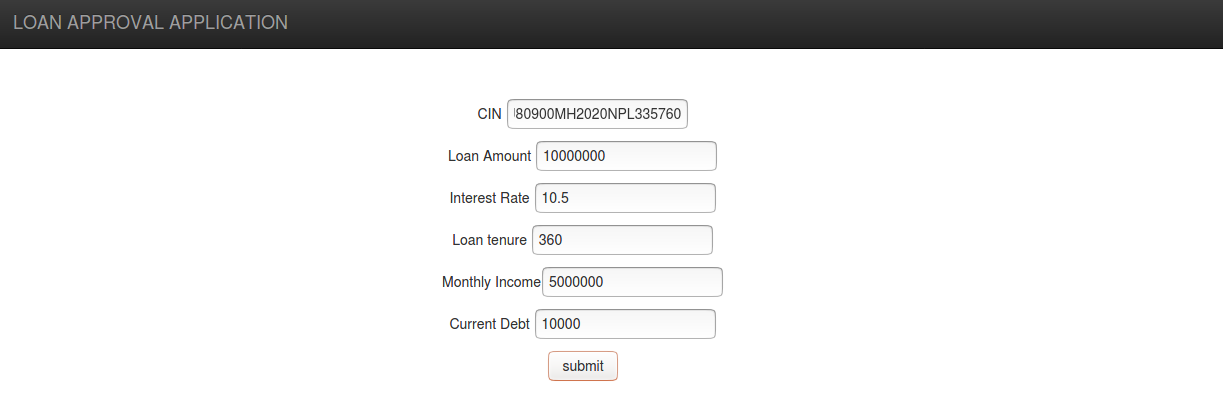 LOAN APPROVAL APPLICATION
CIN 80900MH2020NPL335760
Loan Amount 10000000
Interest Rate 10.5
Loan tenure 360
Monthly Income 5000000
Current Debt 10000
submit